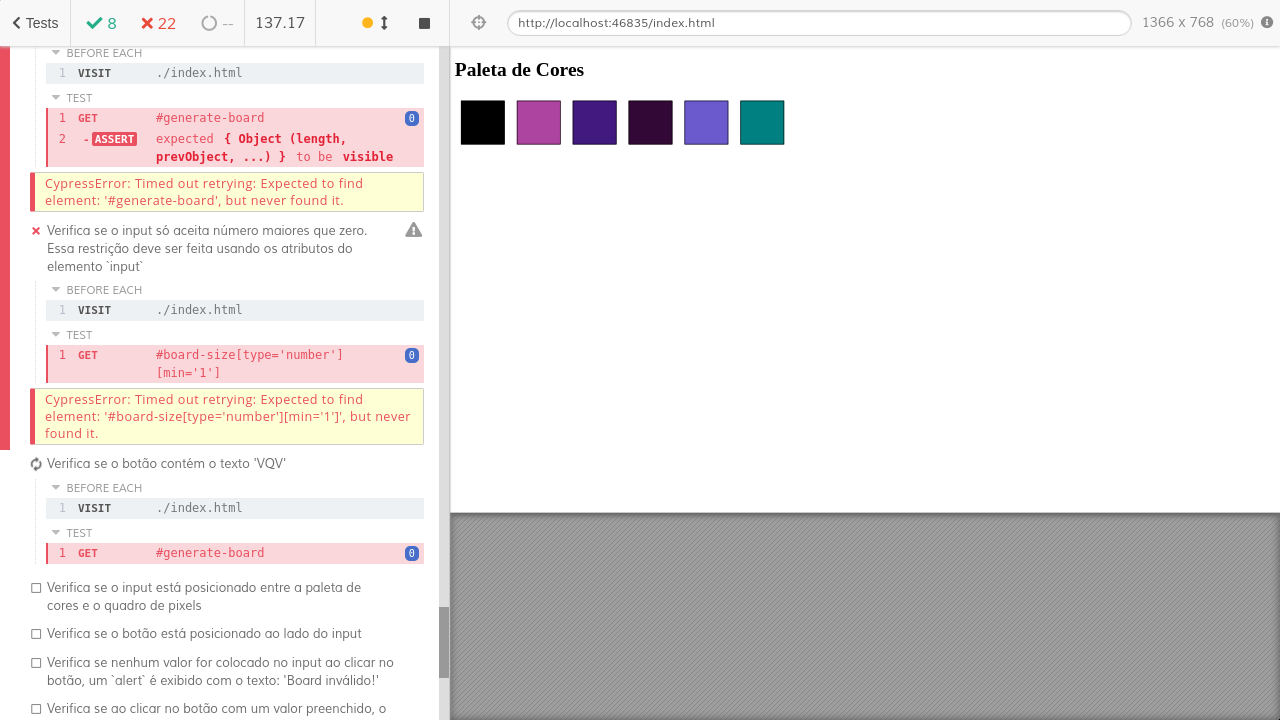 Tests
8
22
--
137.17
http://localhost:46835/index.html
1366 x 768 (60%)
BEFORE EACH
1 VISIT ./index.html
TEST
1 GET #generate-board 0
2 -ASSERT expected { Object (length,
prevObject, ...) } to be visible
CypressError: Timed out retrying: Expected to find
element: '#generate-board', but never found it.
Verifica se o input só aceita número maiores que zero.
Essa restrição deve ser feita usando os atributos do
elemento `input`
BEFORE EACH
1 VISIT ./index.html
TEST
1 GET #board-size[type='number'] 0
[min='1']
CypressError: Timed out retrying: Expected to find
element: '#board-size[type='number'][min='1']', but never
found it.
Verifica se o botão contém o texto 'VQV'
BEFORE EACH
1 VISIT ./index.html
TEST
1 GET #generate-board 0
Verifica se o input está posicionado entre a paleta de
cores e o quadro de pixels
Verifica se o botão está posicionado ao lado do input
Verifica se nenhum valor for colocado no input ao clicar no
botão, um `alert` é exibido com o texto: 'Board inválido!'
Verifica se ao clicar no botão com um valor preenchido, o
Paleta de Cores